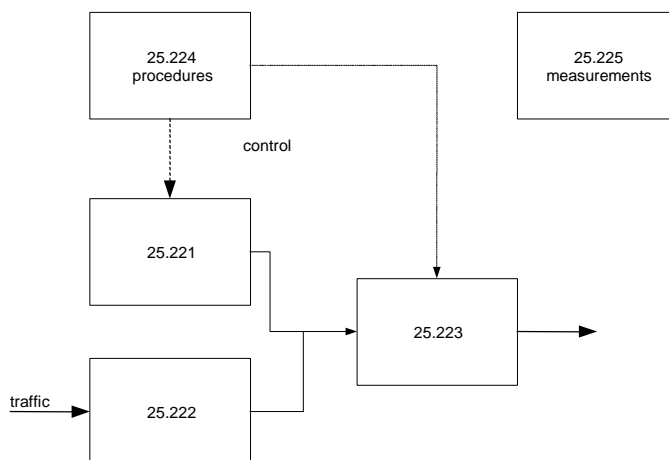 25.224
procedures
25.225
measurements
control
25.221
25.223
traffic
25.222